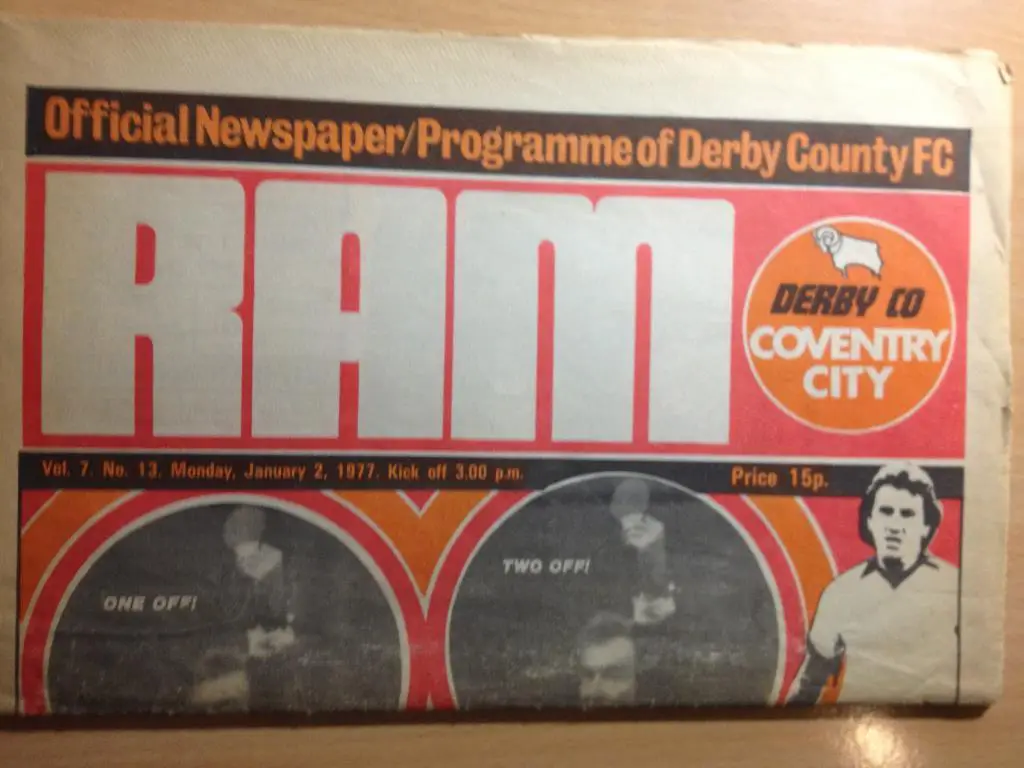 Official Newspaper/Programme of Derby County FC
RAM
DERBY CO
COVENTRY
CITY
Vol. 7. No. 13. Monday, January 2, 1977. Kick off 3.00 p.m.
Price 15p.
ONE OFF!
TWO OFF!